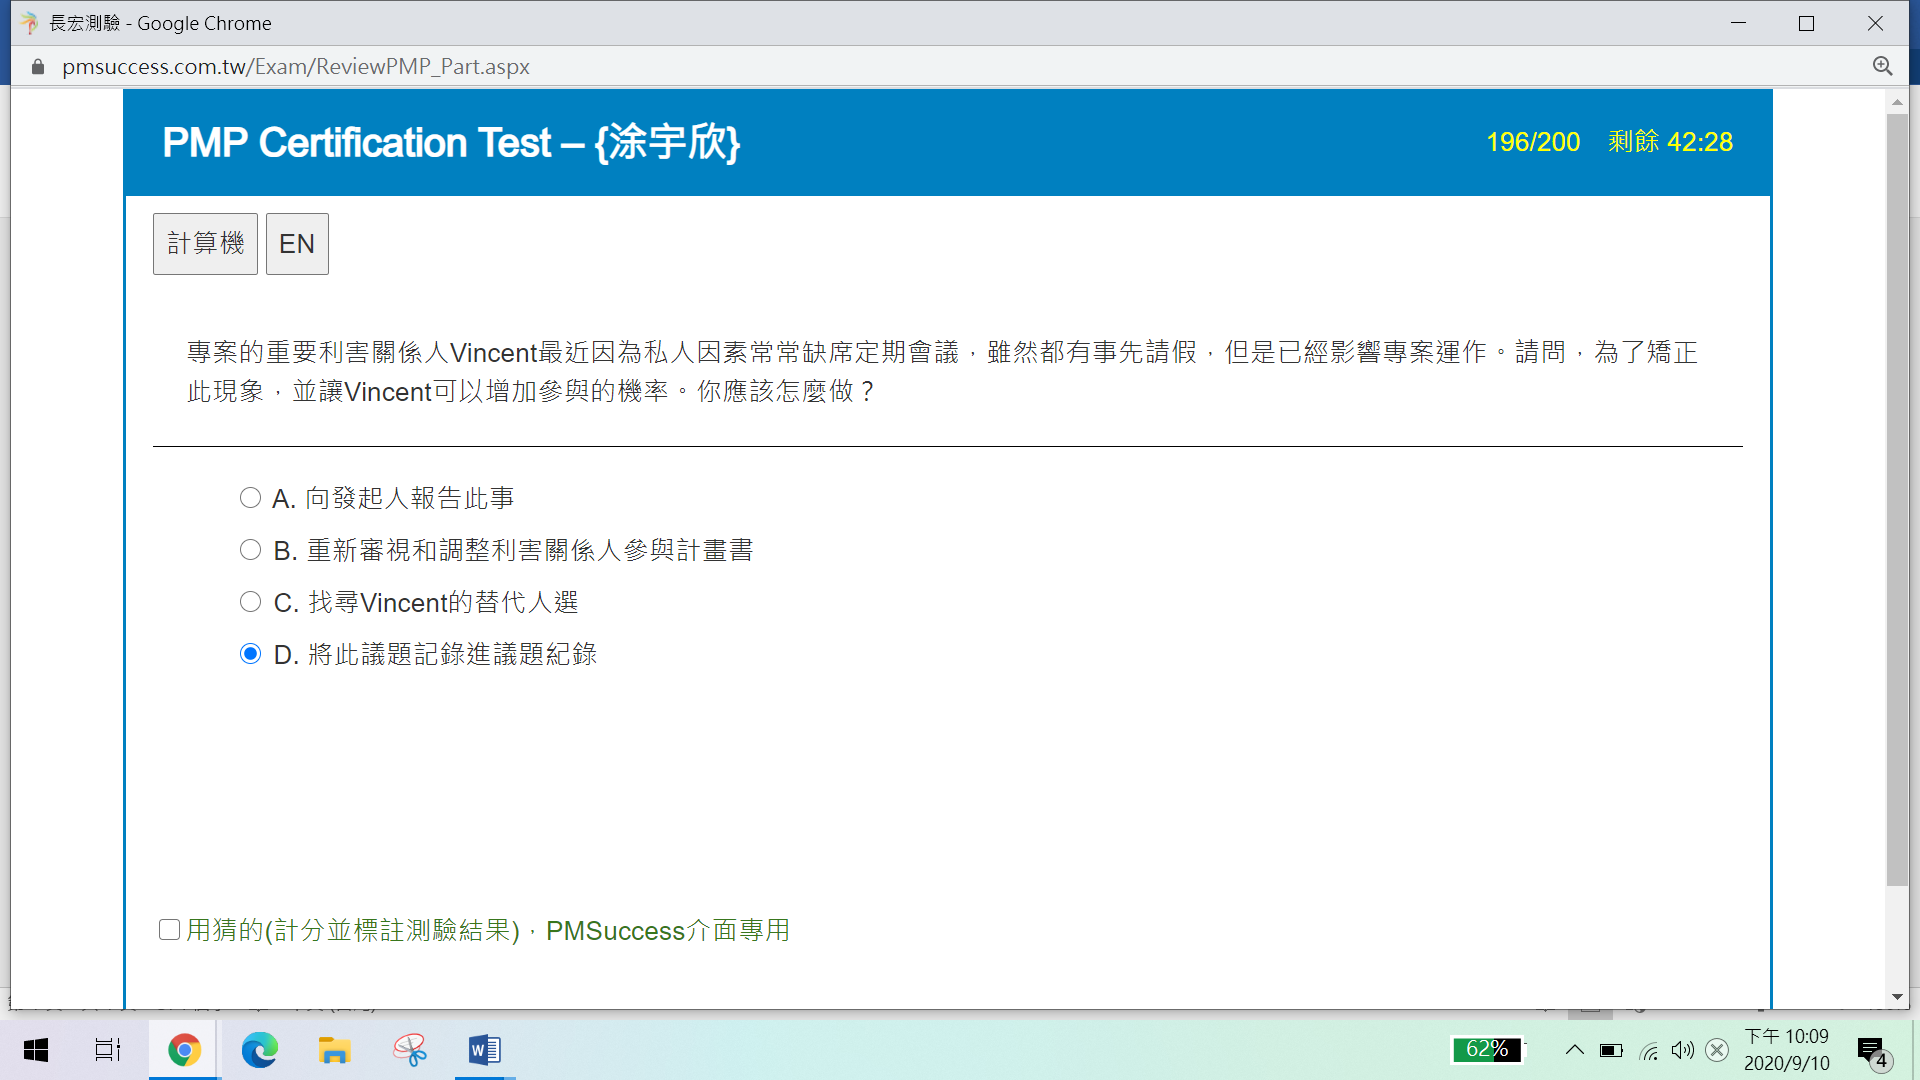 長宏測驗 - Google Chrome
pmsuccess.com.tw/Exam/ReviewPMP_Part.aspx
PMP Certification Test – {涂宇欣}
196/200 剩餘 42:28
計算機 EN
專案的重要利害關係人Vincent最近因為私人因素常常缺席定期會議，雖然都有事先請假，但是已經影響專案運作。請問，為了矯正
此現象，並讓Vincent可以增加參與的機率。你應該怎麼做？
A. 向發起人報告此事
B. 重新審視和調整利害關係人參與計畫書
C. 找尋Vincent的替代人選
D. 將此議題記錄進議題紀錄
用猜的(計分並標註測驗結果)，PMSuccess介面專用
62%
下午 10:09
2020/9/10
4